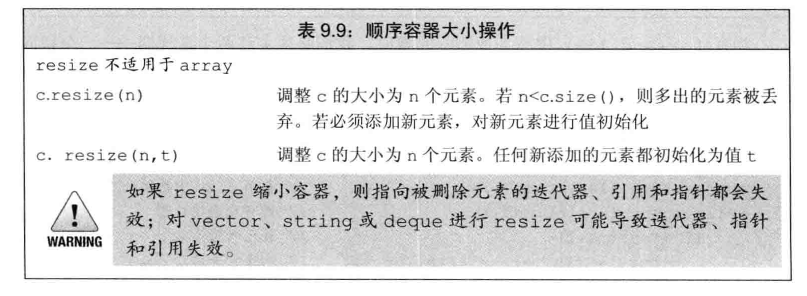 表 9.9：顺序容器大小操作
resize 不适用于 array
c.resize(n) 调整 c 的大小为 n 个元素。若 n<c.size()，则多出的元素被丢
弃。若必须添加新元素，对新元素进行值初始化
c. resize(n,t) 调整 c 的大小为 n 个元素。任何新添加的元素都初始化为值 t
如果 resize 缩小容器，则指向被删除元素的迭代器、引用和指针都会失
效；对 vector、string 或 deque 进行 resize 可能导致迭代器、指针
和引用失效。
WARNING